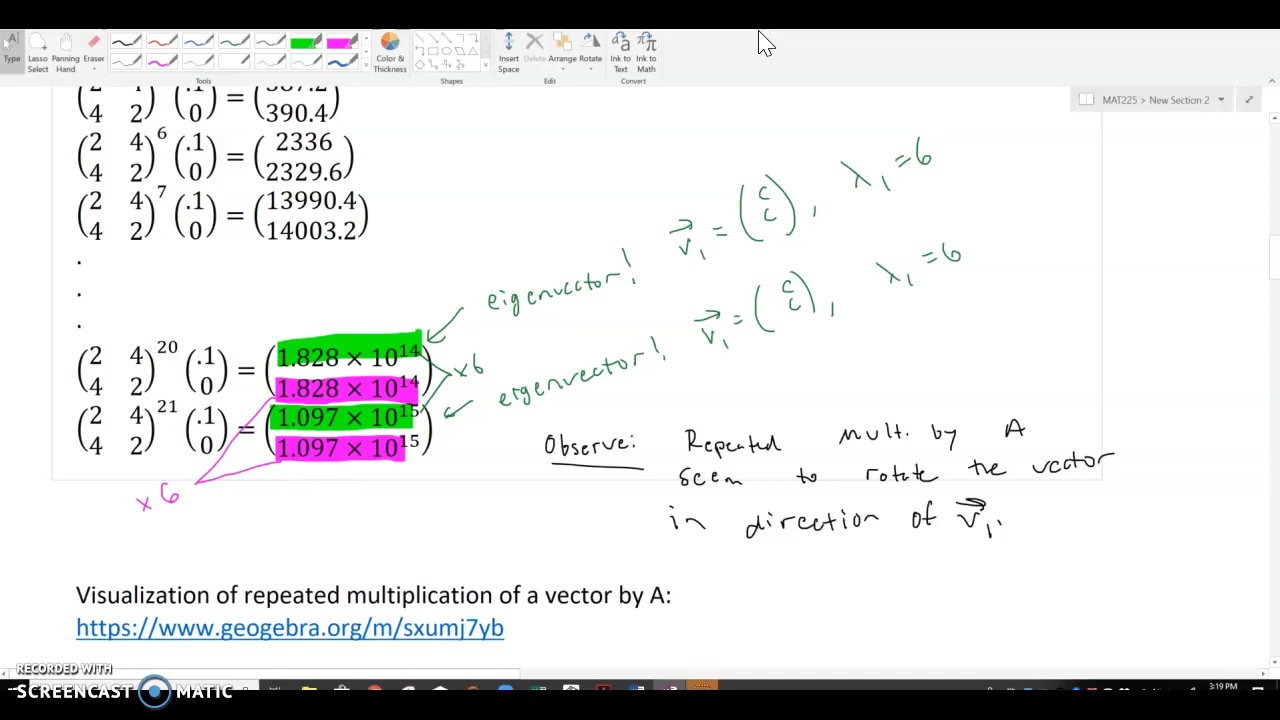 Type
Lasso Select
Panning Hand
Eraser
Tools
Color & Thickness
Shapes
Insert Space
Delete
Arrange
Rotate
Edit
Ink to Text
Ink to Math
Convert
MAT225 > New Section 2
390.4
(2 4
4 2)^6 (.1
0) = (2336
2329.6)
(2 4
4 2)^7 (.1
0) = (13990.4
14003.2)
.
.
.
(2 4
4 2)^20 (.1
0) = (1.828 × 10^14
1.828 × 10^14)
(2 4
4 2)^21 (.1
0) = (1.097 × 10^15
1.097 × 10^15)
eigenvector! v⃗₁ = (c
c), λ₁ = 6
eigenvector! v⃗₁ = (c
c), λ₁ = 6
×6
×6
Observe: Repeated mult. by A
seem to rotate the vector
in direction of v⃗₁.
Visualization of repeated multiplication of a vector by A:
https://www.geogebra.org/m/sxumj7yb
RECORDED WITH
SCREENCAST MATIC
3:19 PM